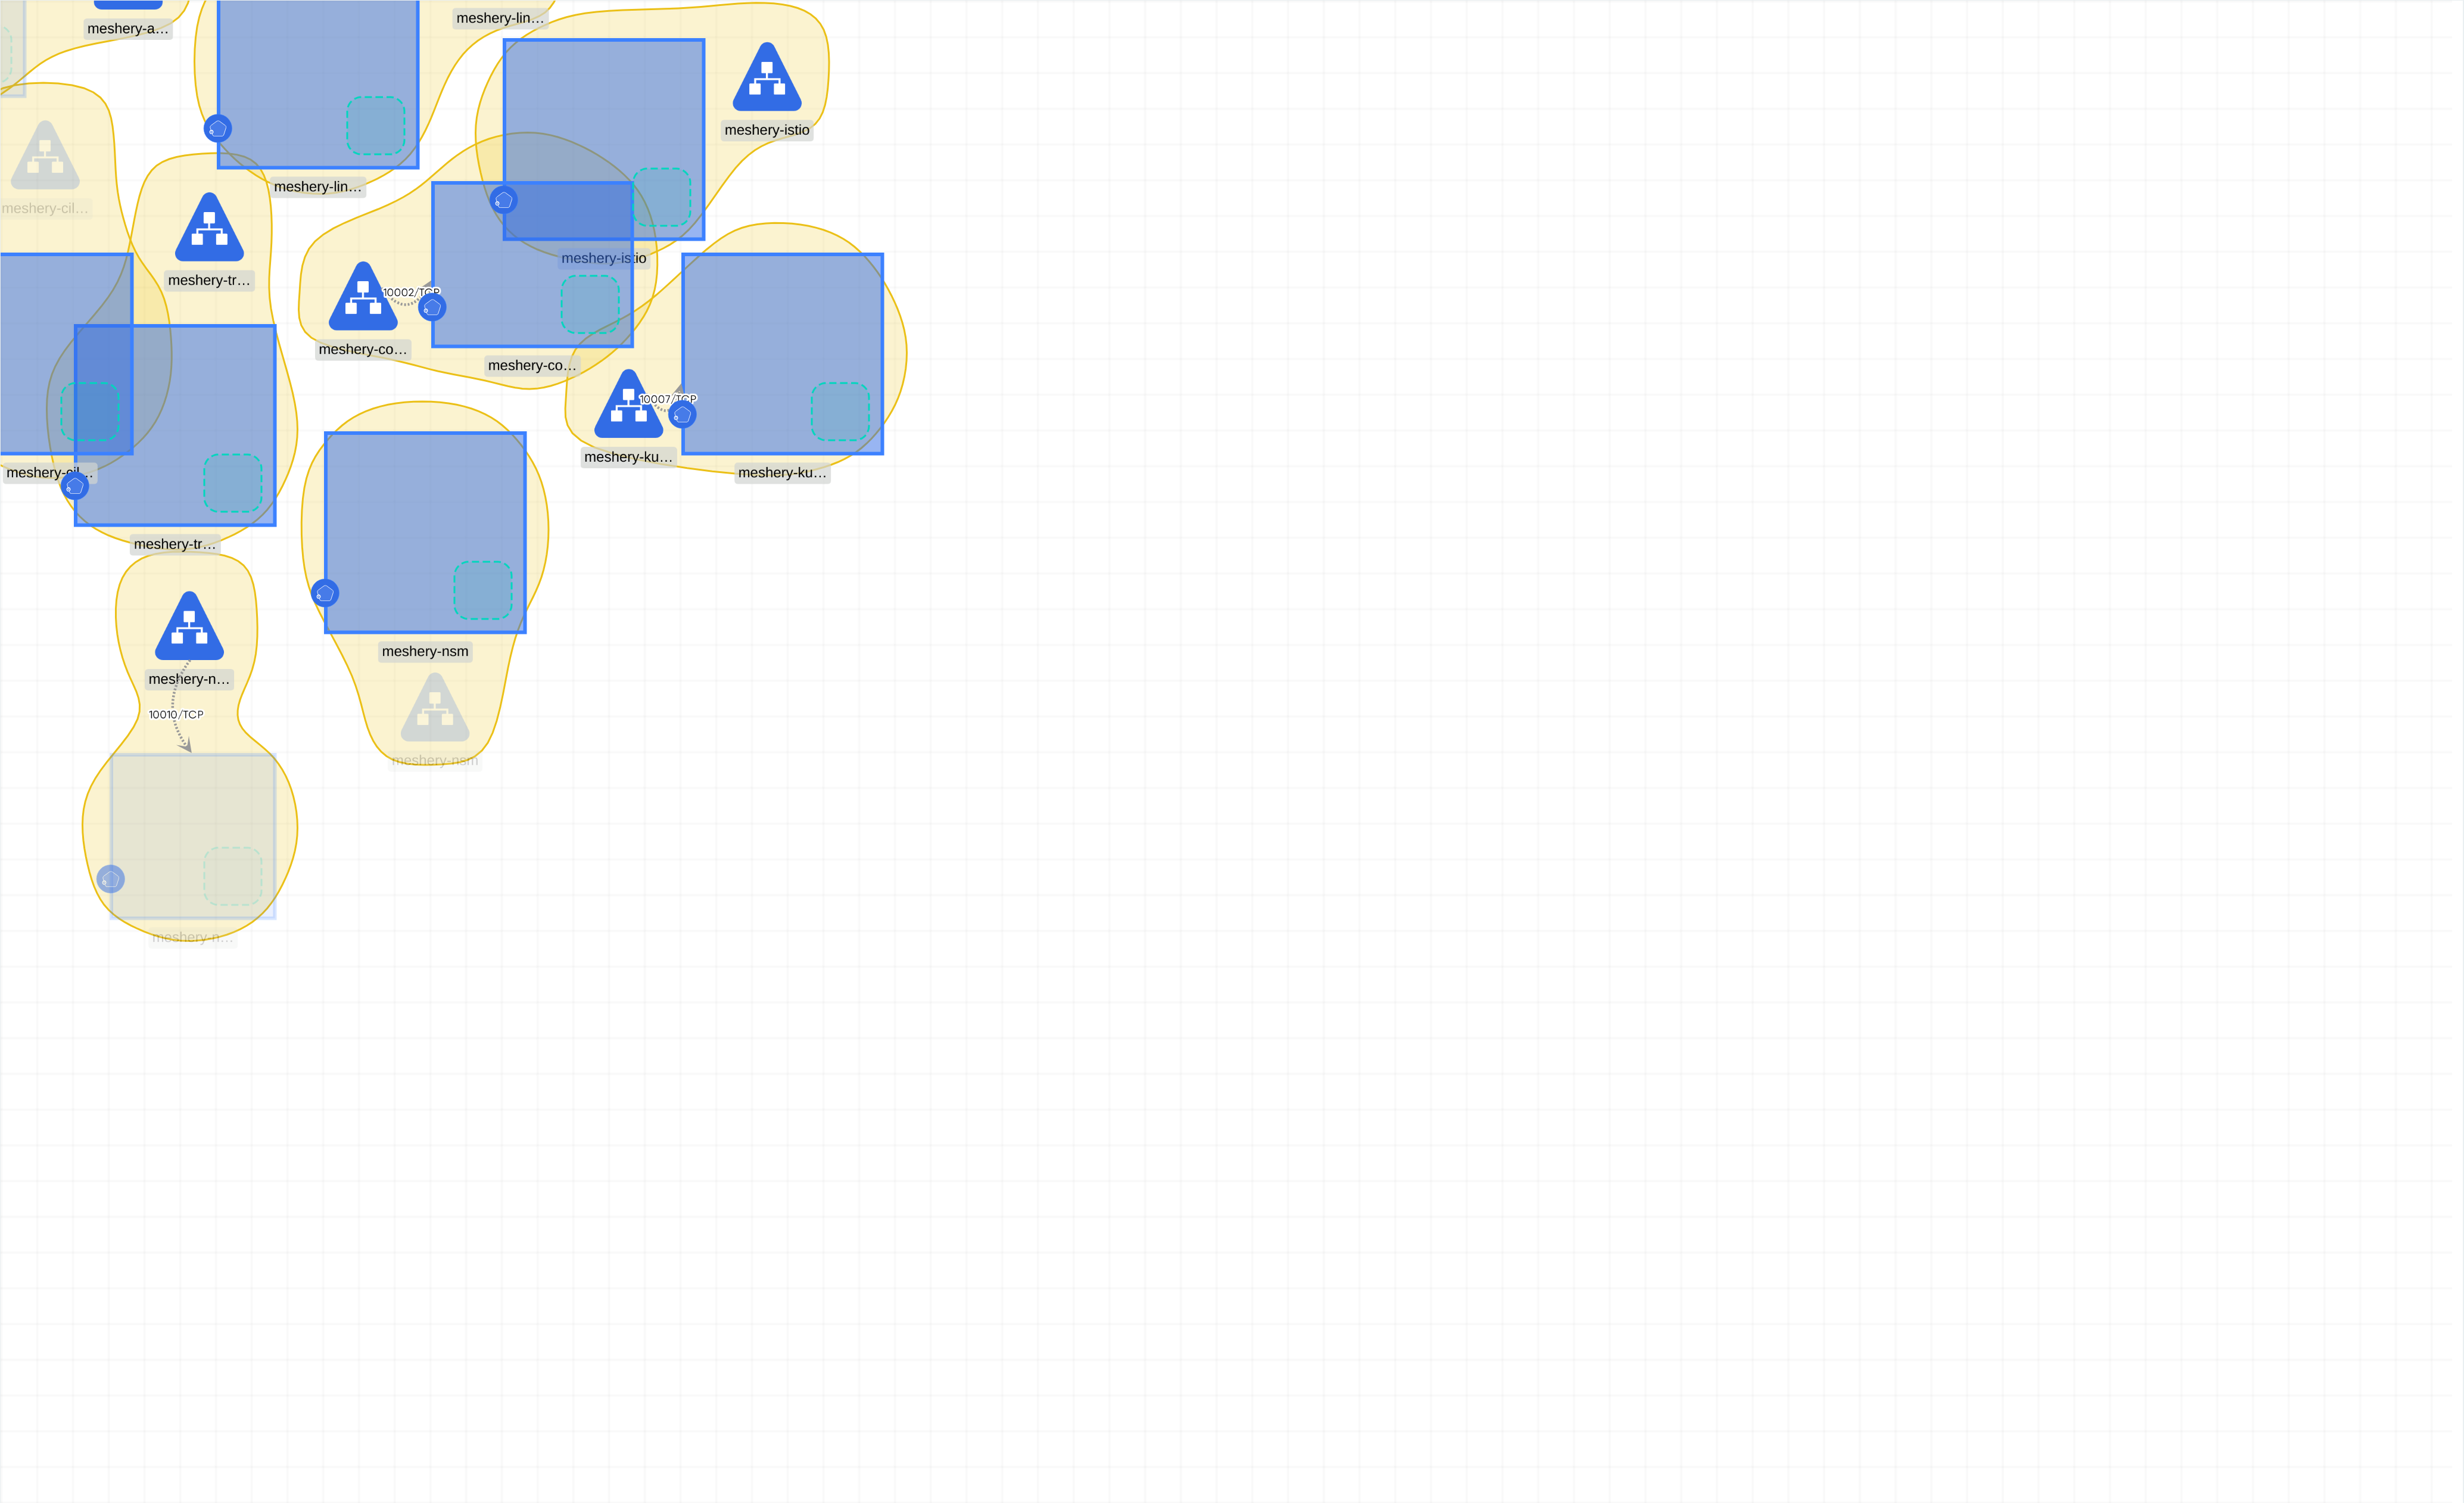 meshery-lin…
meshery-a…
meshery-istio
meshery-lin…
meshery-cil…
meshery-istio
meshery-tr…
10002/TCP
meshery-co…
meshery-co…
10007/TCP
meshery-ku…
meshery-ku…
meshery-cil…
meshery-tr…
meshery-nsm
meshery-n…
10010/TCP
meshery-nsm
meshery-n…